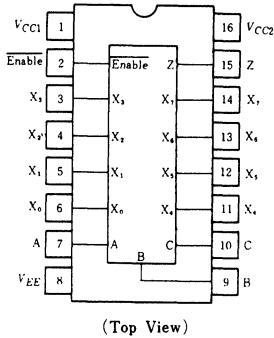 VCC1 1 16 VCC2
Enable 2 Enable Z 15 Z
X3 3 X3 X7 14 X7
X2' 4 X2 X6 13 X6
X1 5 X1 X5 12 X5
X0 6 X0 X4 11 X4
A 7 A C 10 C
B
VEE 8 9 B
(Top View)